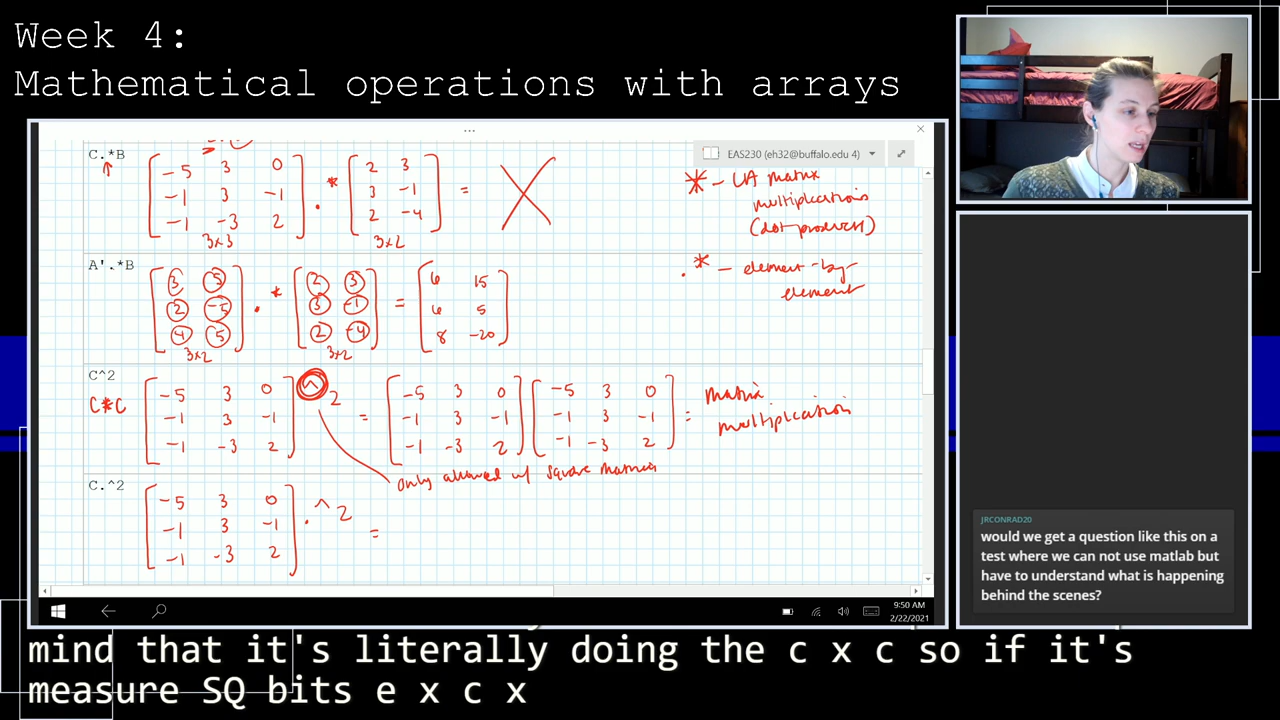 Week 4:
Mathematical operations with arrays
EAS230 (eh32@buffalo.edu 4)
C.*B
-5 3 0
-1 3 -1
-1 -3 2
3x3
.*
2 3
3 -1
2 -4
3x2
=
X
* - LA matrix
multiplications
(dot product)
.* - element-by-
element
A'.*B
3 5
2 -5
4 5
3x2
.*
2 3
3 -1
2 -4
3x2
=
6 15
6 5
8 -20
C^2
C*C
-5 3 0
-1 3 -1
-1 -3 2
^2
=
-5 3 0
-1 3 -1
-1 -3 2
-5 3 0
-1 3 -1
-1 -3 2
=
matrix
multiplication
only allowed w/ square matrices
C.^2
-5 3 0
-1 3 -1
-1 -3 2
.^2
=
9:50 AM
2/22/2021
JRCONRAD20
would we get a question like this on a
test where we can not use matlab but
have to understand what is happening
behind the scenes?
mind that it's literally doing the c x c so if it's
measure SQ bits e x c x